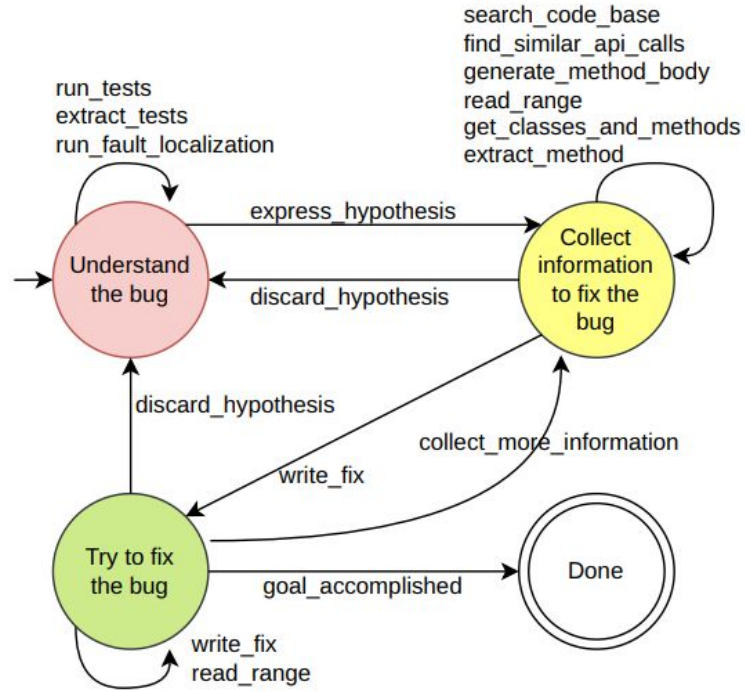 search_code_base
find_similar_api_calls
generate_method_body
read_range
get_classes_and_methods
extract_method
run_tests
extract_tests
run_fault_localization
express_hypothesis
Understand
the bug
Collect
information
to fix the
bug
discard_hypothesis
discard_hypothesis
collect_more_information
write_fix
Try to fix
the bug
Done
goal_accomplished
write_fix
read_range